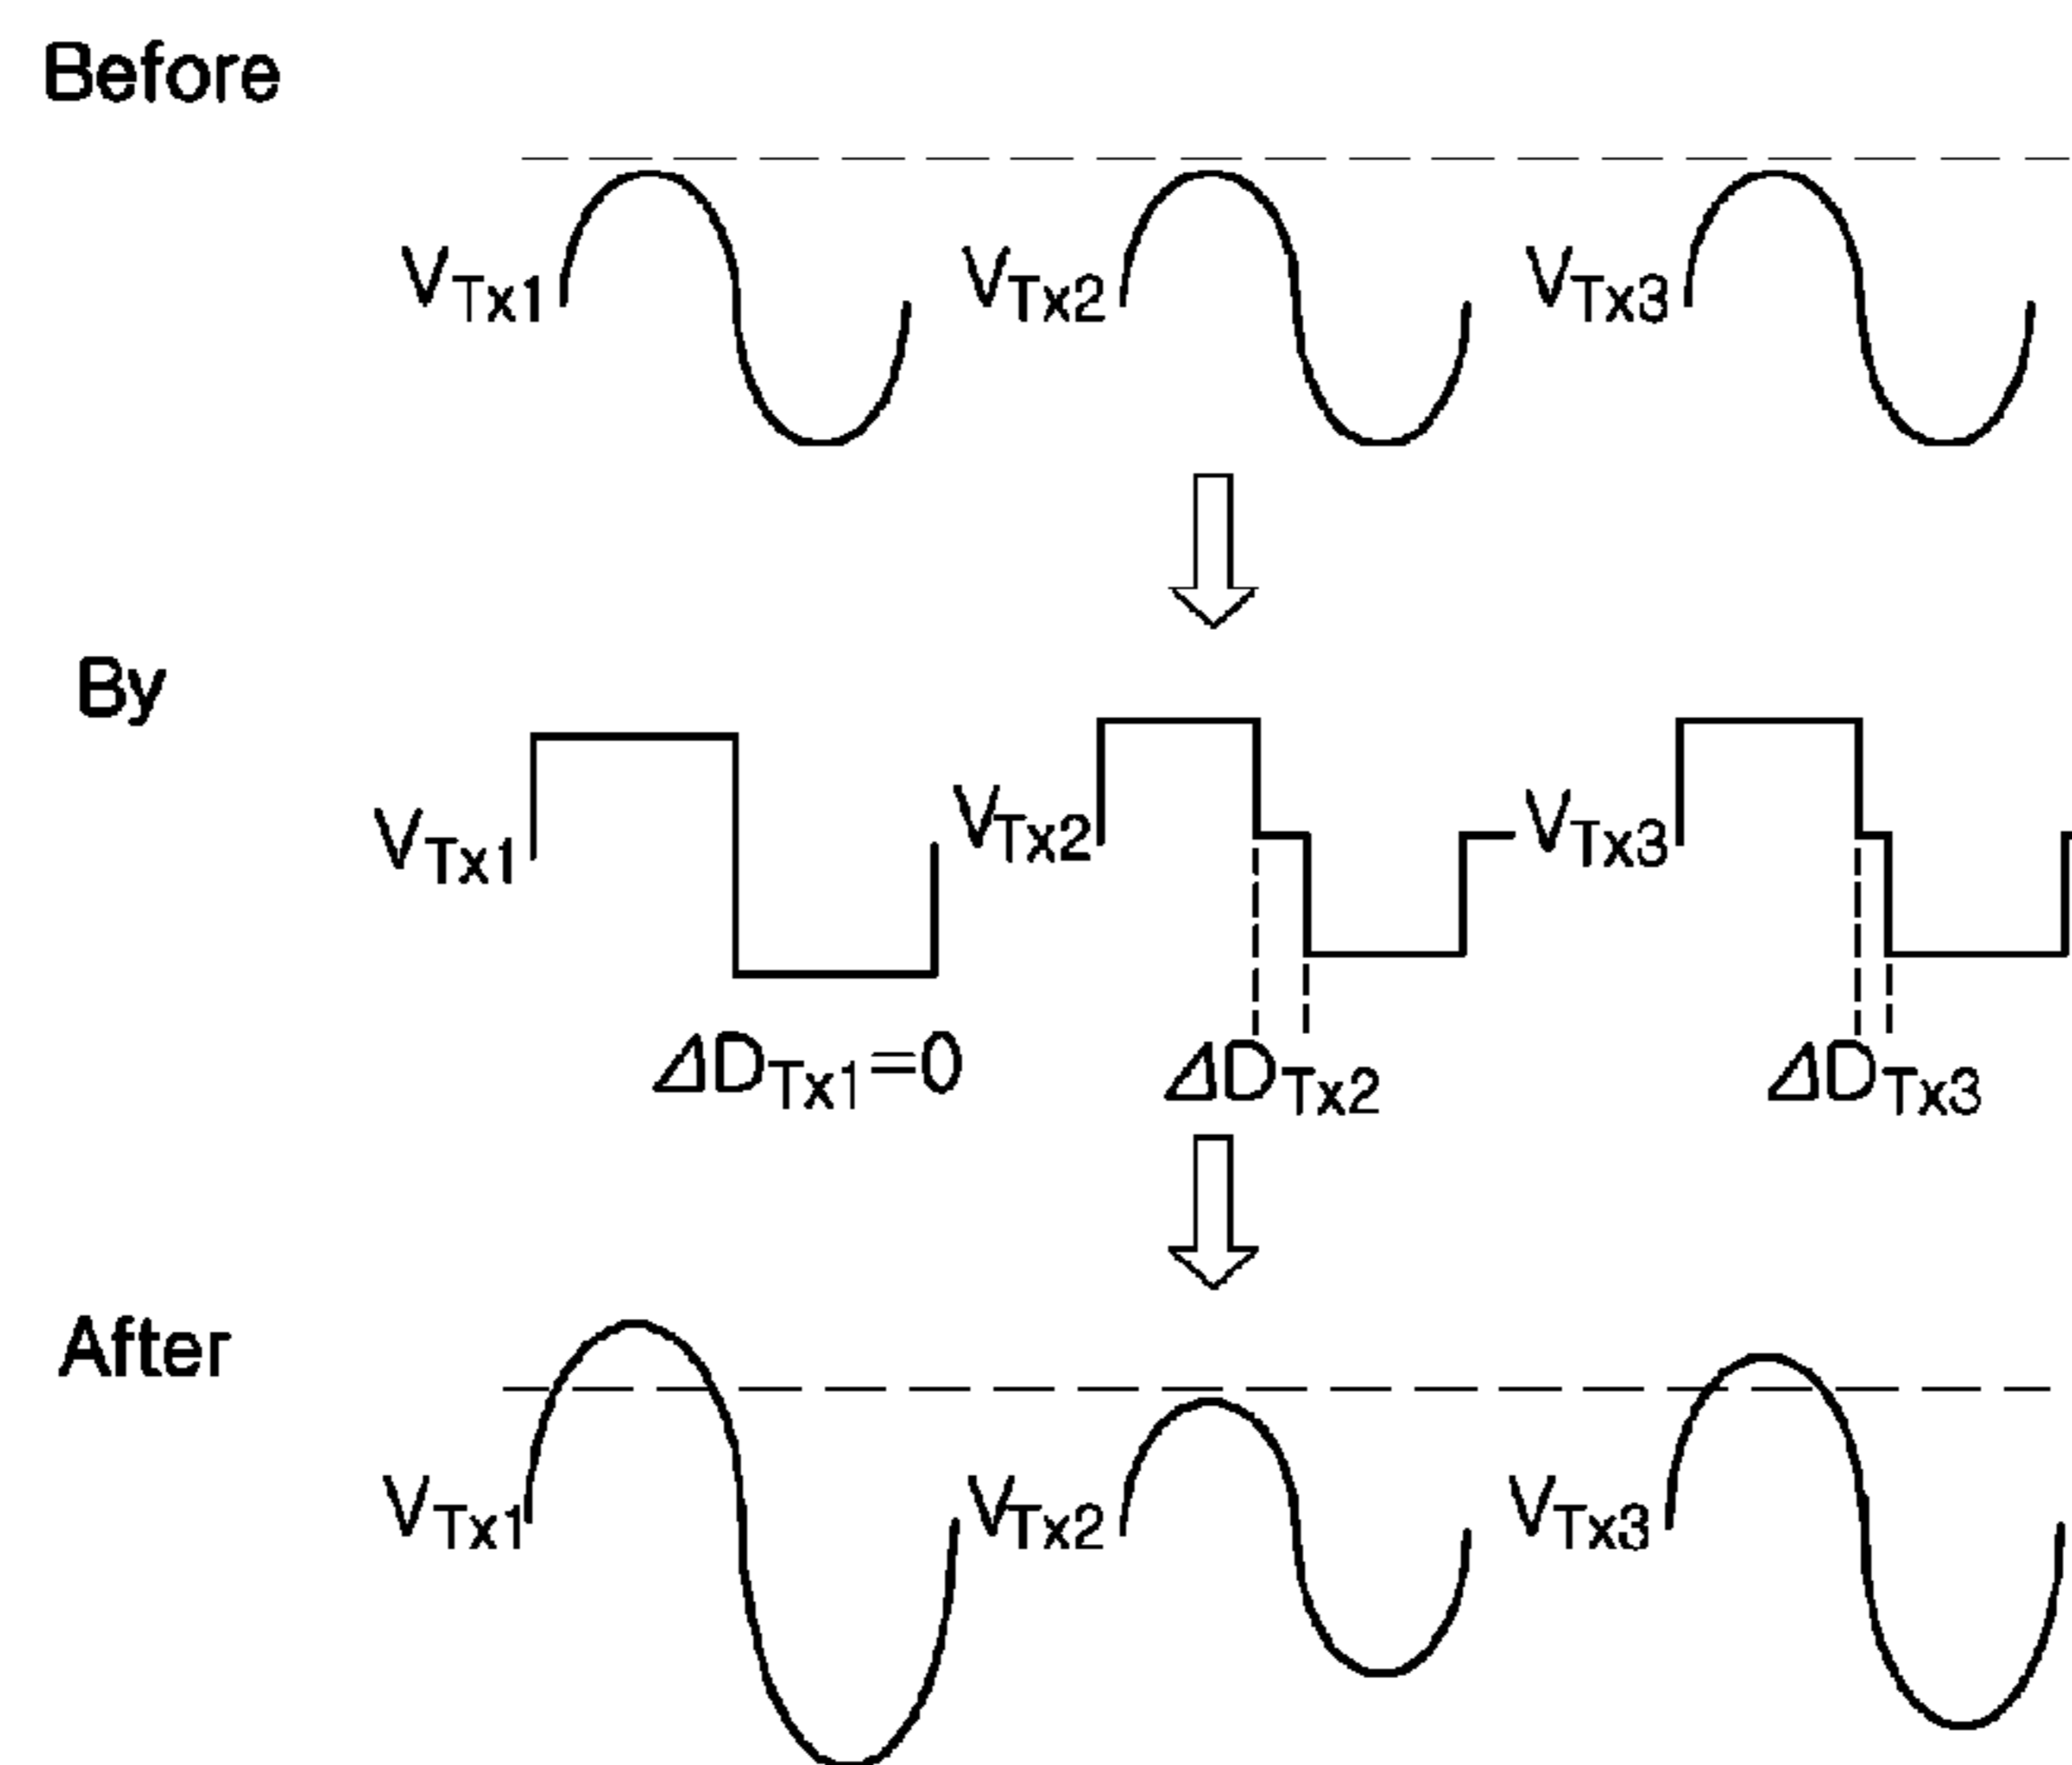 Before
VTx1 VTx2 VTx3
By
VTx1 VTx2 VTx3
ΔDTx1=0 ΔDTx2 ΔDTx3
After
VTx1 VTx2 VTx3